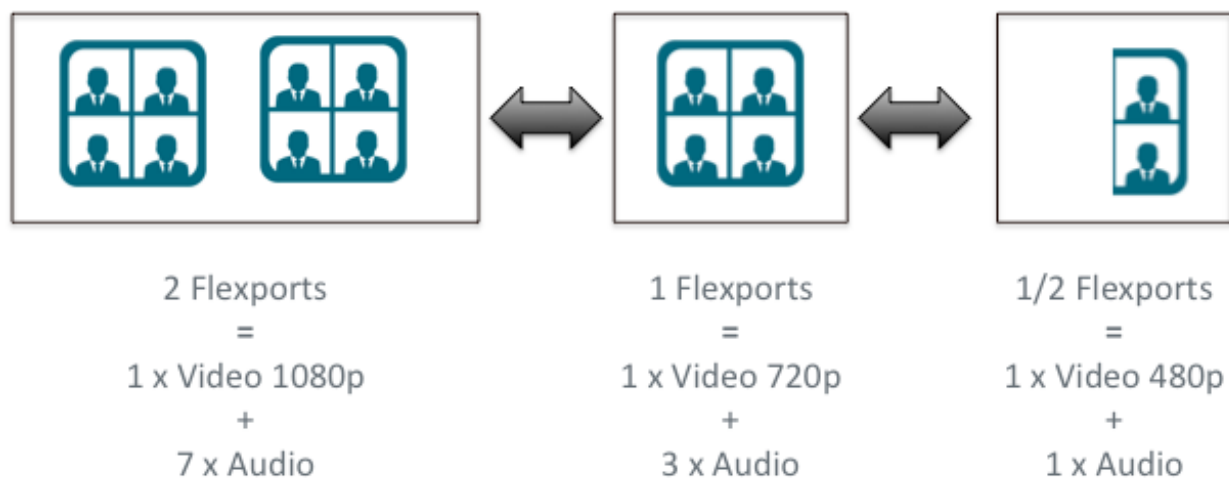 2 Flexports
=
1 x Video 1080p
+
7 x Audio
1 Flexports
=
1 x Video 720p
+
3 x Audio
1/2 Flexports
=
1 x Video 480p
+
1 x Audio